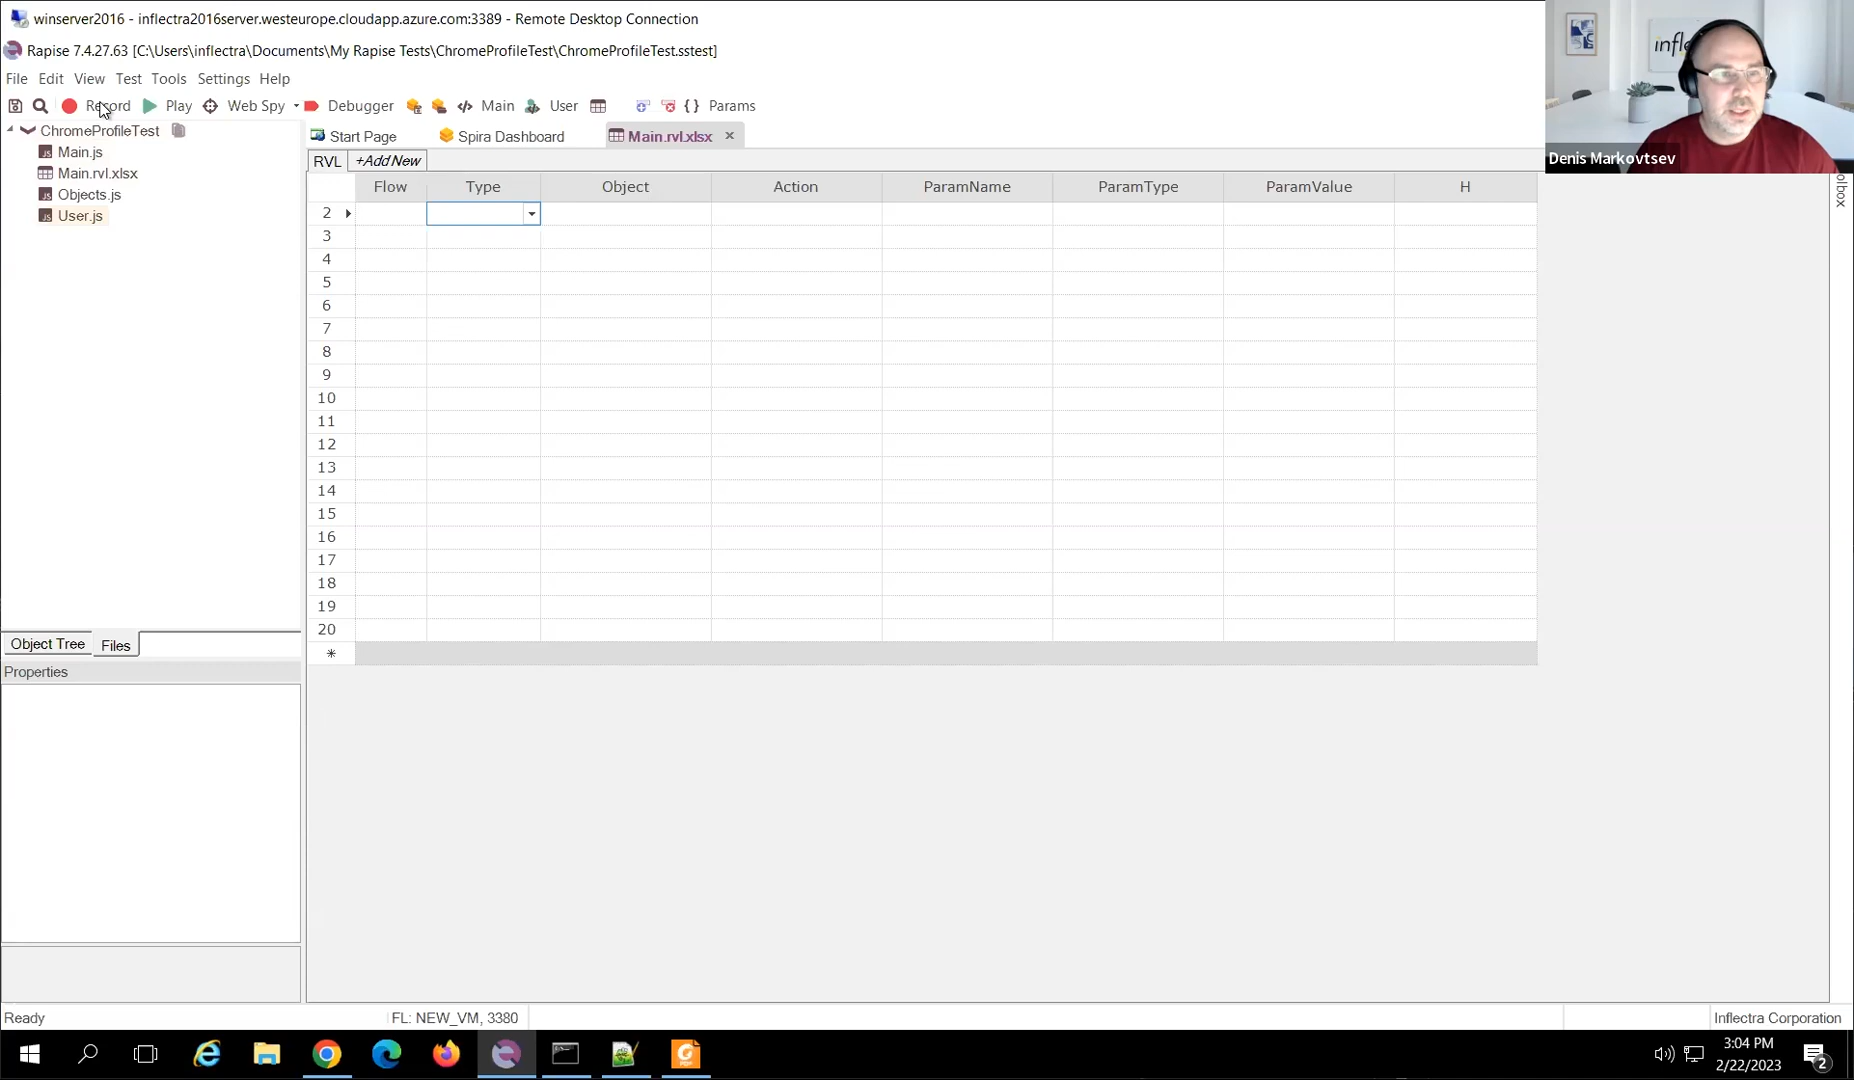 winserver2016 - inflectra2016server.westeurope.cloudapp.azure.com:3389 - Remote Desktop Connection
Rapise 7.4.27.63 [C:\Users\inflectra\Documents\My Rapise Tests\ChromeProfileTest\ChromeProfileTest.sstest]
File Edit View Test Tools Settings Help
Record Play Web Spy Debugger Main User { } Params
ChromeProfileTest
Main.js
Main.rvl.xlsx
Objects.js
User.js
Start Page Spira Dashboard Main.rvl.xlsx
RVL +Add New
Flow Type Object Action ParamName ParamType ParamValue H
2
3
4
5
6
7
8
9
10
11
12
13
14
15
16
17
18
19
20
*
Denis Markovtsev
Object Tree Files
Properties
Ready FL: NEW_VM, 3380 Inflectra Corporation
3:04 PM
2/22/2023
2